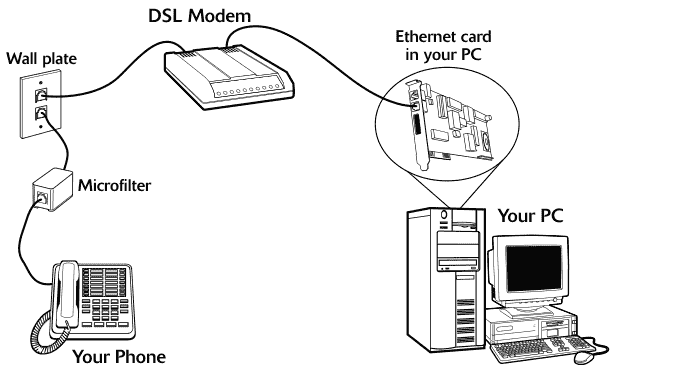 DSL Modem
Ethernet card
in your PC
Wall plate
Microfilter
Your PC
Your Phone